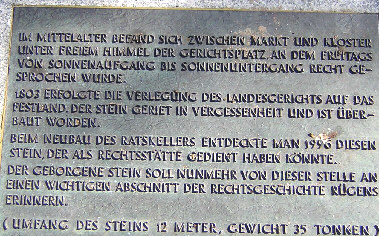 IM MITTELALTER BEFAND SICH ZWISCHEN MARKT UND KLOSTER
UNTER FREIEM HIMMEL DER GERICHTSPLATZ, AN DEM FREITAGS
VON SONNENAUFGANG BIS SONNENUNTERGANG RECHT GE-
SPROCHEN WURDE.
1803 ERFOLGTE DIE VERLEGUNG DES LANDESGERICHTS AUF DAS
FESTLAND. DER STEIN GERIET IN VERGESSENHEIT UND IST ÜBER-
BAUT WORDEN.
BEIM NEUBAU DES RATSKELLERS ENTDECKTE MAN 1996 DIESEN
STEIN, DER ALS RECHTSSTÄTTE GEDIENT HABEN KÖNNTE.
DER GEBORGENE STEIN SOLL NUNMEHR VON DIESER STELLE AN
EINEN WICHTIGEN ABSCHNITT DER RECHTSGESCHICHTE RÜGENS
ERINNERN.
(UMFANG DES STEINS 12 METER, GEWICHT 35 TONNEN)